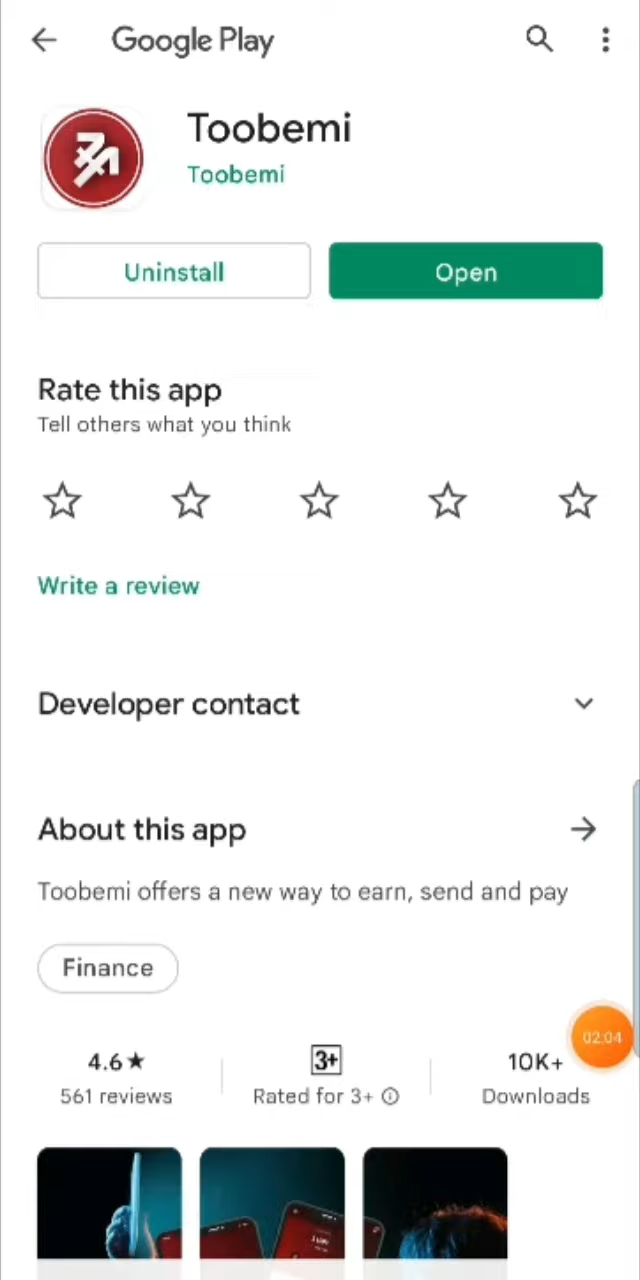 Google Play
Toobemi
Toobemi
Uninstall
Open
Rate this app
Tell others what you think
Write a review
Developer contact
About this app
Toobemi offers a new way to earn, send and pay
Finance
4.6★
3+
10K+
02:04
561 reviews
Rated for 3+
Downloads